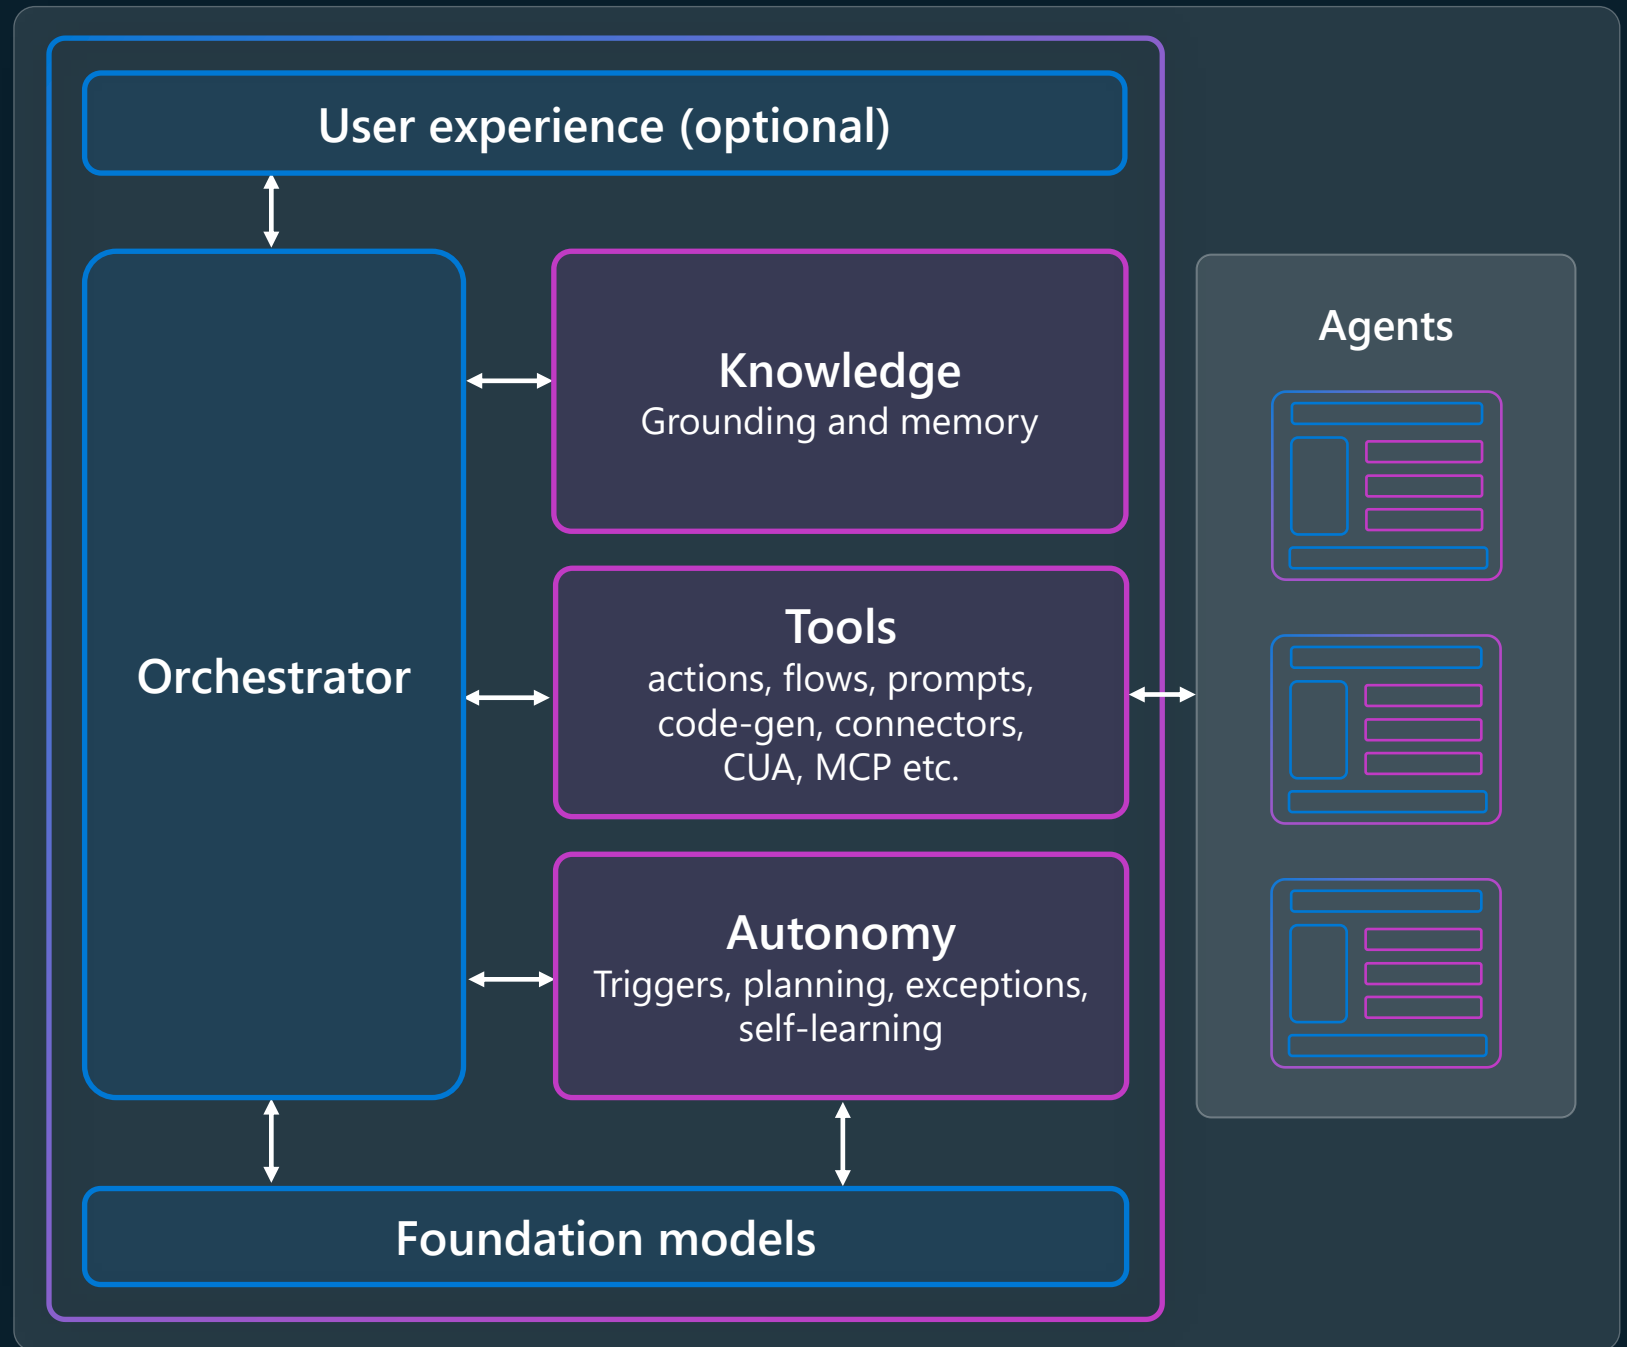 User experience (optional)
Orchestrator
Knowledge
Grounding and memory
Tools
actions, flows, prompts,
code-gen, connectors,
CUA, MCP etc.
Autonomy
Triggers, planning, exceptions,
self-learning
Foundation models
Agents